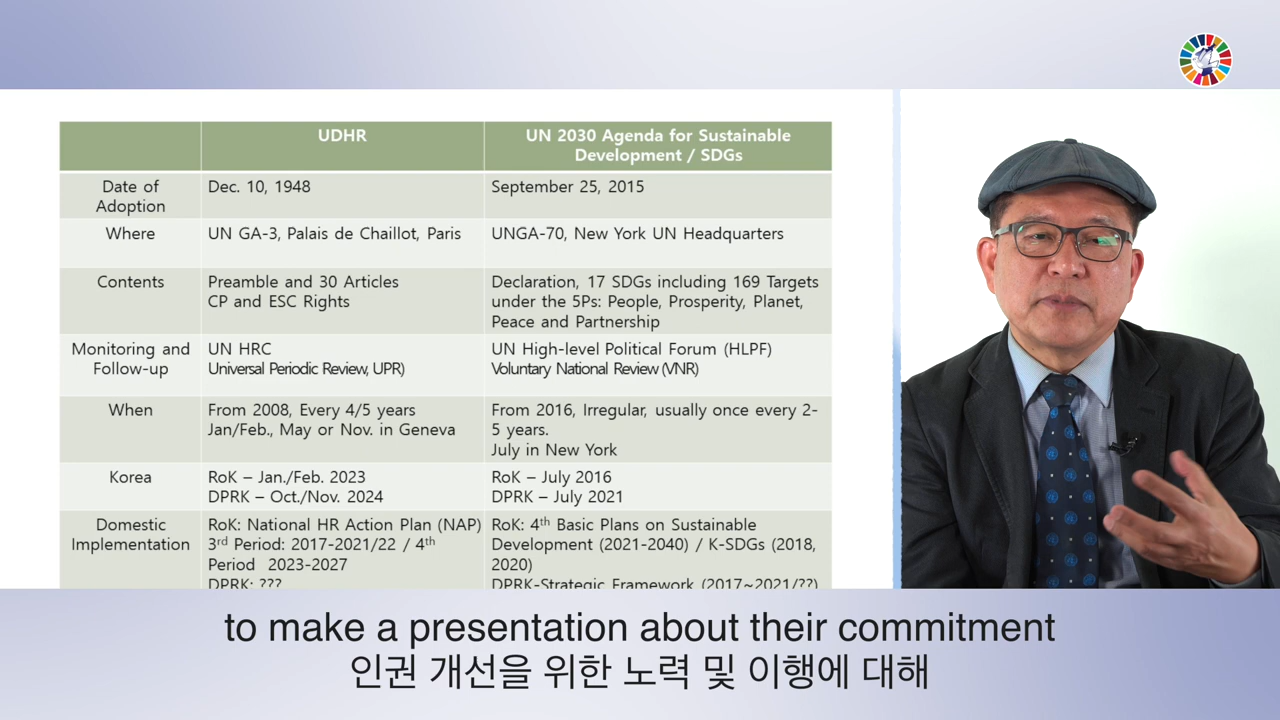 UDHR
UN 2030 Agenda for Sustainable
Development / SDGs
Date of
Adoption
Dec. 10, 1948
September 25, 2015
Where
UN GA-3, Palais de Chaillot, Paris
UNGA-70, New York UN Headquarters
Contents
Preamble and 30 Articles
CP and ESC Rights
Declaration, 17 SDGs including 169 Targets
under the 5Ps: People, Prosperity, Planet,
Peace and Partnership
Monitoring and
Follow-up
UN HRC
Universal Periodic Review, UPR)
UN High-level Political Forum (HLPF)
Voluntary National Review (VNR)
When
From 2008, Every 4/5 years
Jan/Feb., May or Nov. in Geneva
From 2016, Irregular, usually once every 2-
5 years.
July in New York
Korea
RoK – Jan./Feb. 2023
DPRK – Oct./Nov. 2024
RoK – July 2016
DPRK – July 2021
Domestic
Implementation
RoK: National HR Action Plan (NAP)
3rd Period: 2017-2021/22 / 4th
Period 2023-2027
DPRK: ???
RoK: 4th Basic Plans on Sustainable
Development (2021-2040) / K-SDGs (2018,
2020)
DPRK-Strategic Framework (2017~2021/??)
to make a presentation about their commitment
인권 개선을 위한 노력 및 이행에 대해